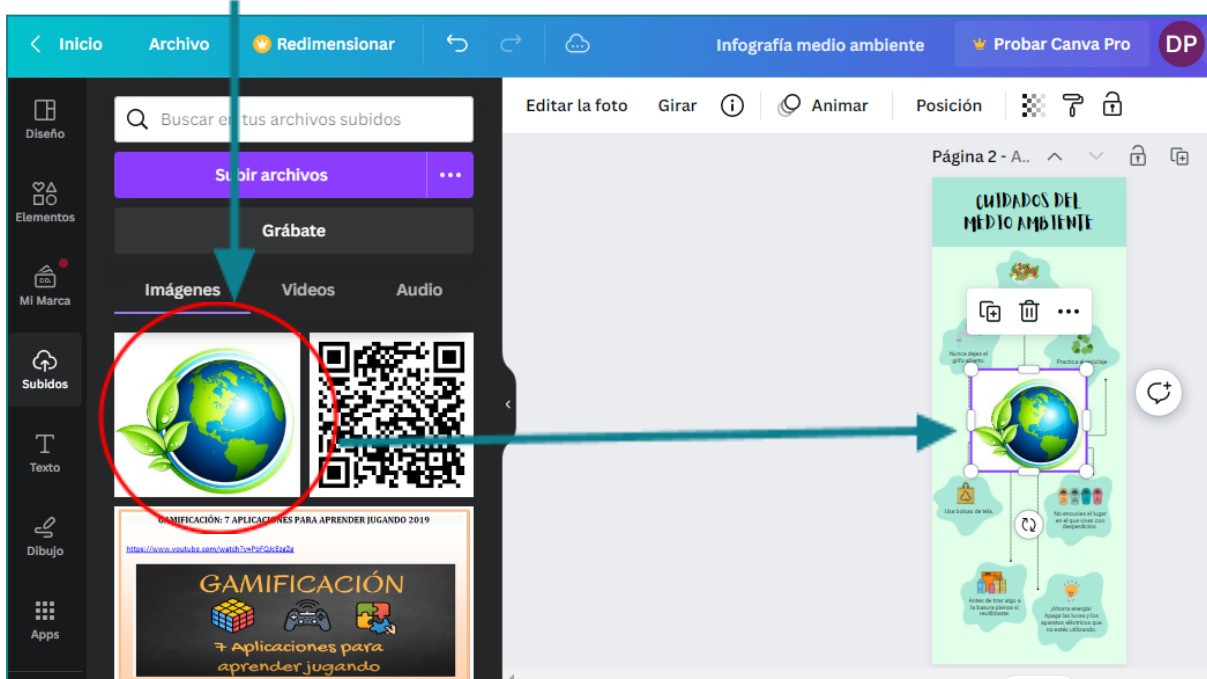 Inicio Archivo Redimensionar Infografía medio ambiente Probar Canva Pro DP
Diseño
Elementos
CO.
Mi Marca
Subidos
Texto
Dibujo
Apps
Buscar en tus archivos subidos
Subir archivos
Grábate
Imágenes Videos Audio
GAMIFICACIÓN: 7 APLICACIONES PARA APRENDER JUGANDO 2019
GAMIFICACIÓN
7 Aplicaciones para
aprender jugando
Editar la foto Girar Animar Posición
Página 2 - A..
CUIDADOS DEL
MEDIO AMBIENTE
Nunca dejes el
grifo abierto.
Practica el reciclaje.
Usa bolsas de tela.
No ensucies el lugar
en el que vives con
desperdicios.
Antes de tirar algo a
la basura piensa si
reutilizaste.
¡Ahorra energía!
Apaga las luces y los
aparatos eléctricos que
no estés utilizando.